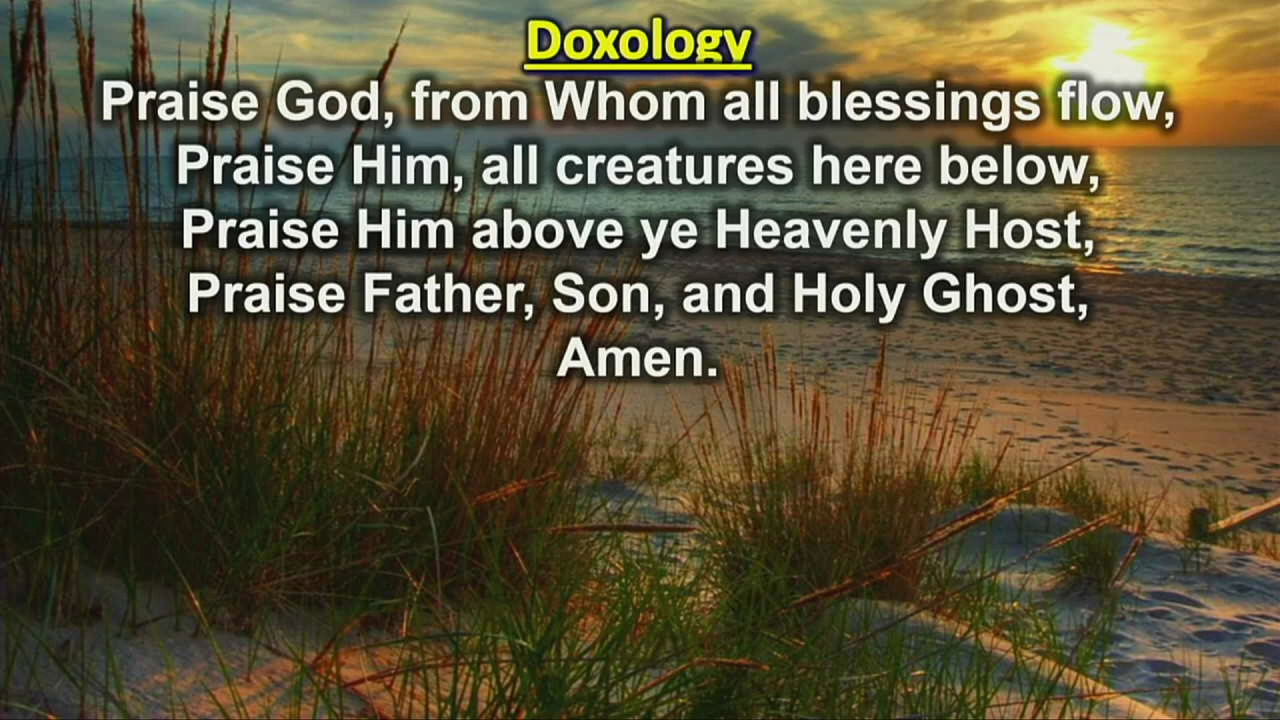 Doxology
Praise God, from Whom all blessings flow,
Praise Him, all creatures here below,
Praise Him above ye Heavenly Host,
Praise Father, Son, and Holy Ghost,
Amen.